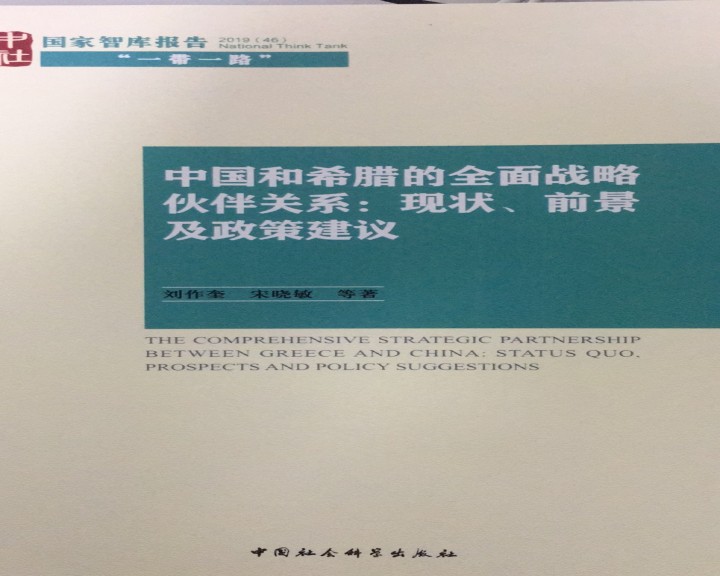 中社
国家智库报告 2019（46）
National Think Tank
“一带一路”
中国和希腊的全面战略
伙伴关系：现状、前景
及政策建议
刘作奎 宋晓敏 等著
THE COMPREHENSIVE STRATEGIC PARTNERSHIP
BETWEEN GREECE AND CHINA: STATUS QUO,
PROSPECTS AND POLICY SUGGESTIONS
中国社会科学出版社